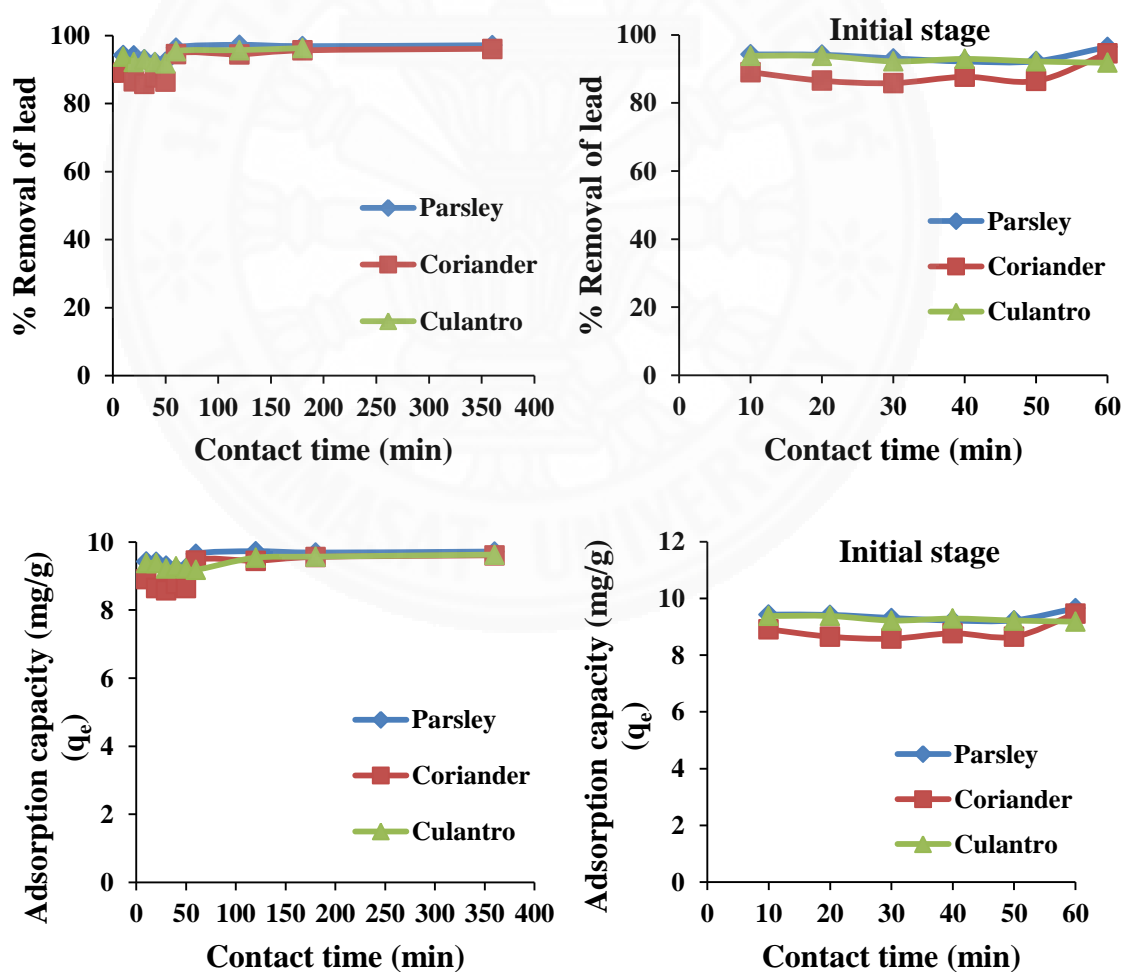 % Removal of lead
100
80
60
40
20
0
0 50 100 150 200 250 300 350 400
Contact time (min)
Parsley
Coriander
Culantro
Initial stage
% Removal of lead
100
80
60
40
20
0
0 10 20 30 40 50 60
Contact time (min)
Parsley
Coriander
Culantro
Adsorption capacity (mg/g)
(qe)
10
8
6
4
2
0
0 50 100 150 200 250 300 350 400
Contact time (min)
Parsley
Coriander
Culantro
Initial stage
Adsorption capacity (mg/g)
(qe)
12
10
8
6
4
2
0
0 10 20 30 40 50 60
Contact time (min)
Parsley
Coriander
Culantro